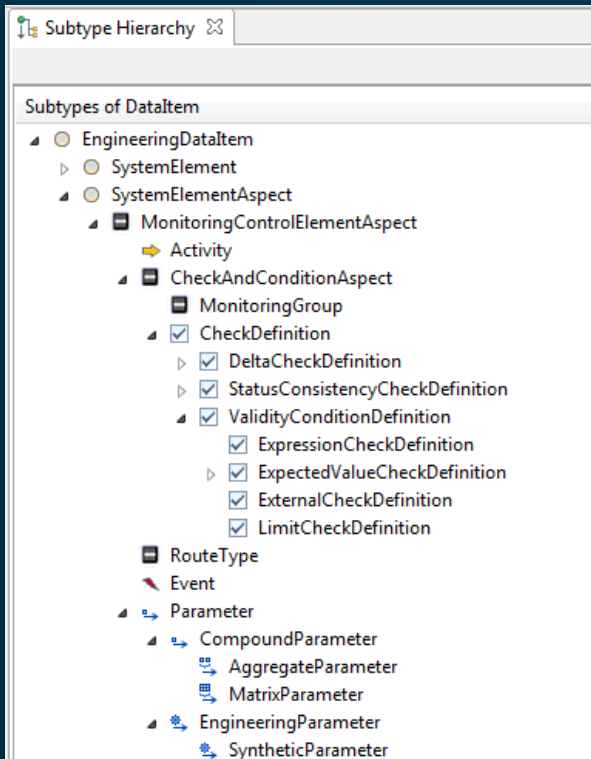 Subtype Hierarchy
Subtypes of DataItem
EngineeringDataItem
SystemElement
SystemElementAspect
MonitoringControlElementAspect
Activity
CheckAndConditionAspect
MonitoringGroup
CheckDefinition
DeltaCheckDefinition
StatusConsistencyCheckDefinition
ValidityConditionDefinition
ExpressionCheckDefinition
ExpectedValueCheckDefinition
ExternalCheckDefinition
LimitCheckDefinition
RouteType
Event
Parameter
CompoundParameter
AggregateParameter
MatrixParameter
EngineeringParameter
SyntheticParameter